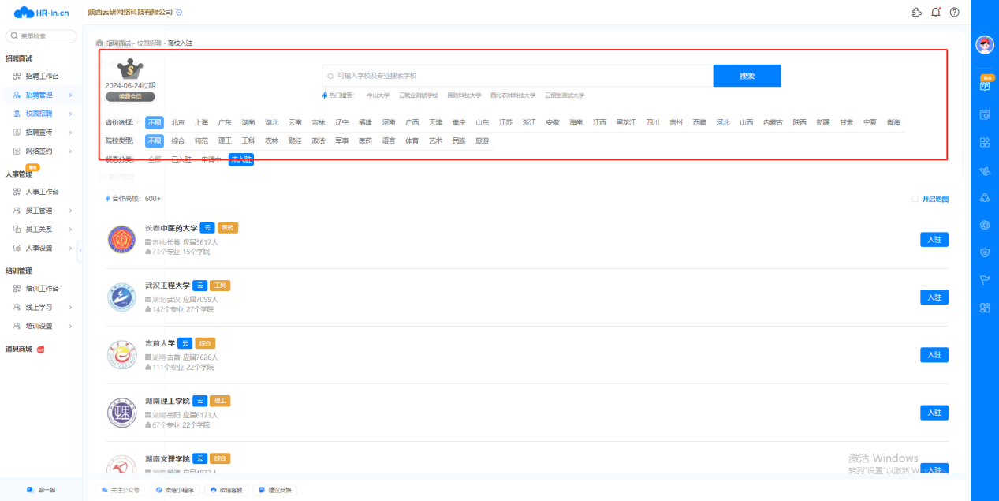 HR-in.cn
陕西云研网络科技有限公司
菜单检索
招聘面试 - 校园招聘 - 高校入驻
招聘面试
招聘工作台
招聘管理
校园招聘
招聘宣传
网络签约
人事管理
人事工作台
员工管理
员工关系
人事设置
培训管理
培训工作台
线上学习
培训设置
道具商城
聊一聊
2024-06-24过期
续费会员
可输入学校及专业搜索学校
搜索
热门搜索: 中山大学 云就业测试学校 国防科技大学 西北农林科技大学 云招生测试大学
省份选择: 不限 北京 上海 广东 湖南 湖北 云南 吉林 辽宁 福建 河南 广西 天津 重庆 山东 江苏 浙江 安徽 海南 江西 黑龙江 四川 贵州 西藏 河北 山西 内蒙古 陕西 新疆 甘肃 宁夏 青海
院校类型: 不限 综合 师范 理工 工科 农林 财经 政法 军事 医药 语言 体育 艺术 民族 旅游
状态分类: 全部 已入驻 申请中 未入驻
合作高校: 600+
开启地图
长春中医药大学 云 医药
吉林·长春 应届3617人
73个专业 15个学院
入驻
武汉工程大学 云 工科
湖北·武汉 应届7059人
142个专业 27个学院
入驻
吉首大学 云 综合
湖南·吉首 应届7626人
111个专业 22个学院
入驻
湖南理工学院 云 理工
湖南·岳阳 应届6173人
67个专业 22个学院
入驻
湖南文理学院 云 综合
湖南·常德 应届4973人
入驻
激活 Windows
转到"设置"以激活 Windows。
关注公众号 微信小程序 微信客服 建议反馈